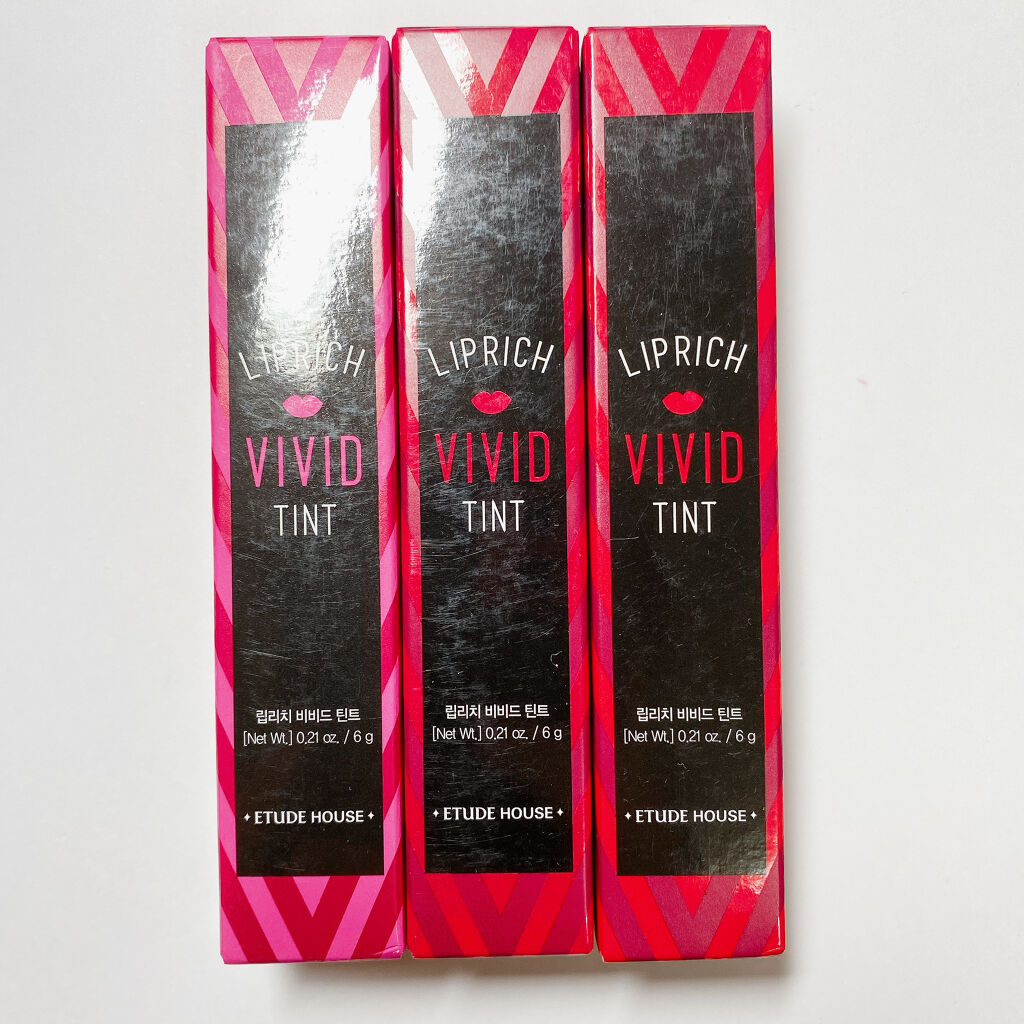 LIPRICH
VIVID
TINT
립리치 비비드 틴트
[Net Wt.] 0.21 oz. / 6 g
ETUDE HOUSE
LIPRICH
VIVID
TINT
립리치 비비드 틴트
[Net Wt.] 0.21 oz. / 6 g
ETUDE HOUSE
LIPRICH
VIVID
TINT
립리치 비비드 틴트
[Net Wt.] 0.21 oz. / 6 g
ETUDE HOUSE